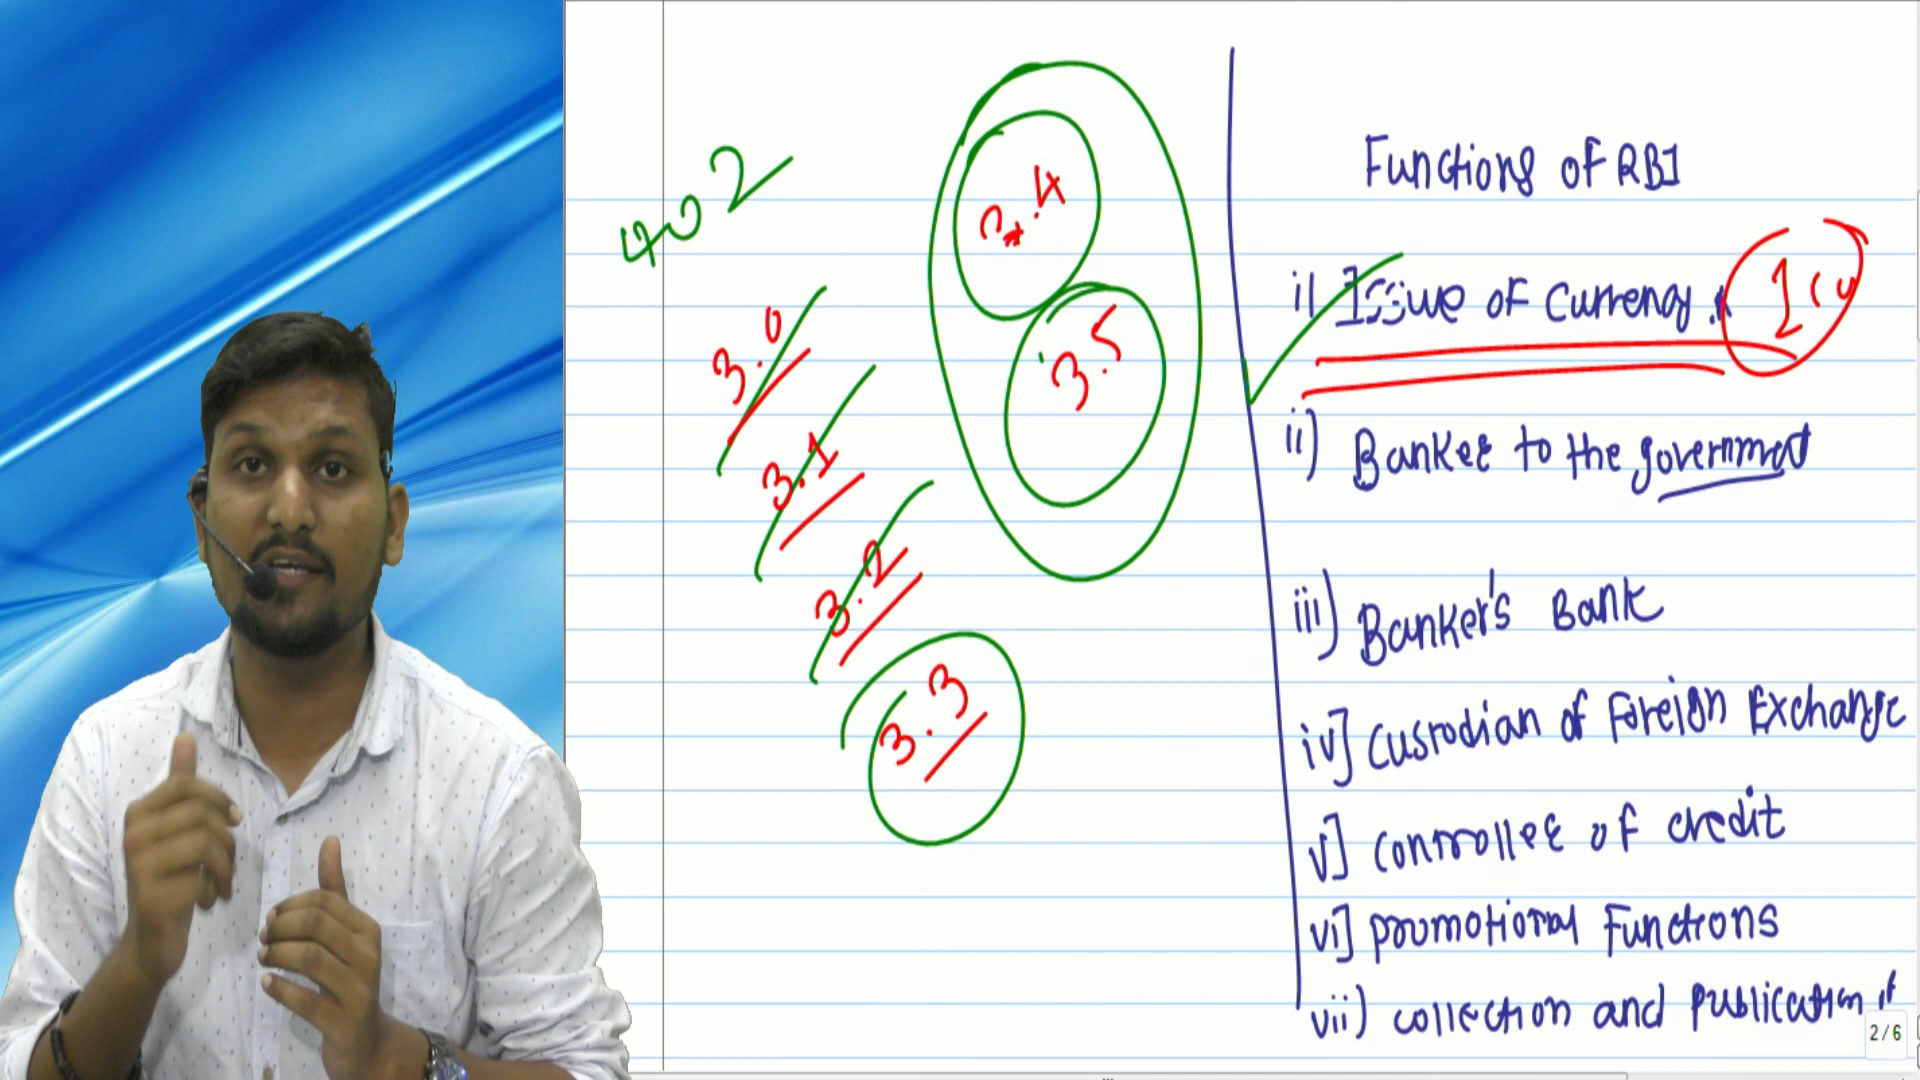 402
3.0
3.1
3.2
3.3
3.4
3.5
Functions of RBI
i) Issue of Currency.
ii) Banker to the government
iii) Banker's Bank
iv] Custodian of Foreign Exchange
v] controller of credit
vi] promotional Functions
vii) collection and publication
2/6